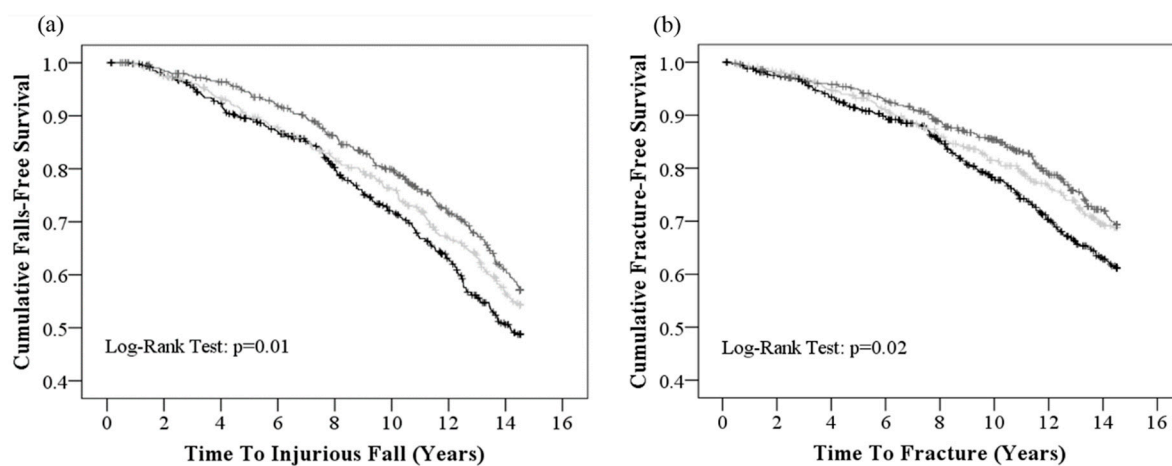 (a)
Cumulative Falls-Free Survival
1.0
0.9
0.8
0.7
0.6
0.5
0.4
Log-Rank Test: p=0.01
0 2 4 6 8 10 12 14 16
Time To Injurious Fall (Years)
(b)
Cumulative Fracture-Free Survival
1.0
0.9
0.8
0.7
0.6
0.5
0.4
Log-Rank Test: p=0.02
0 2 4 6 8 10 12 14 16
Time To Fracture (Years)